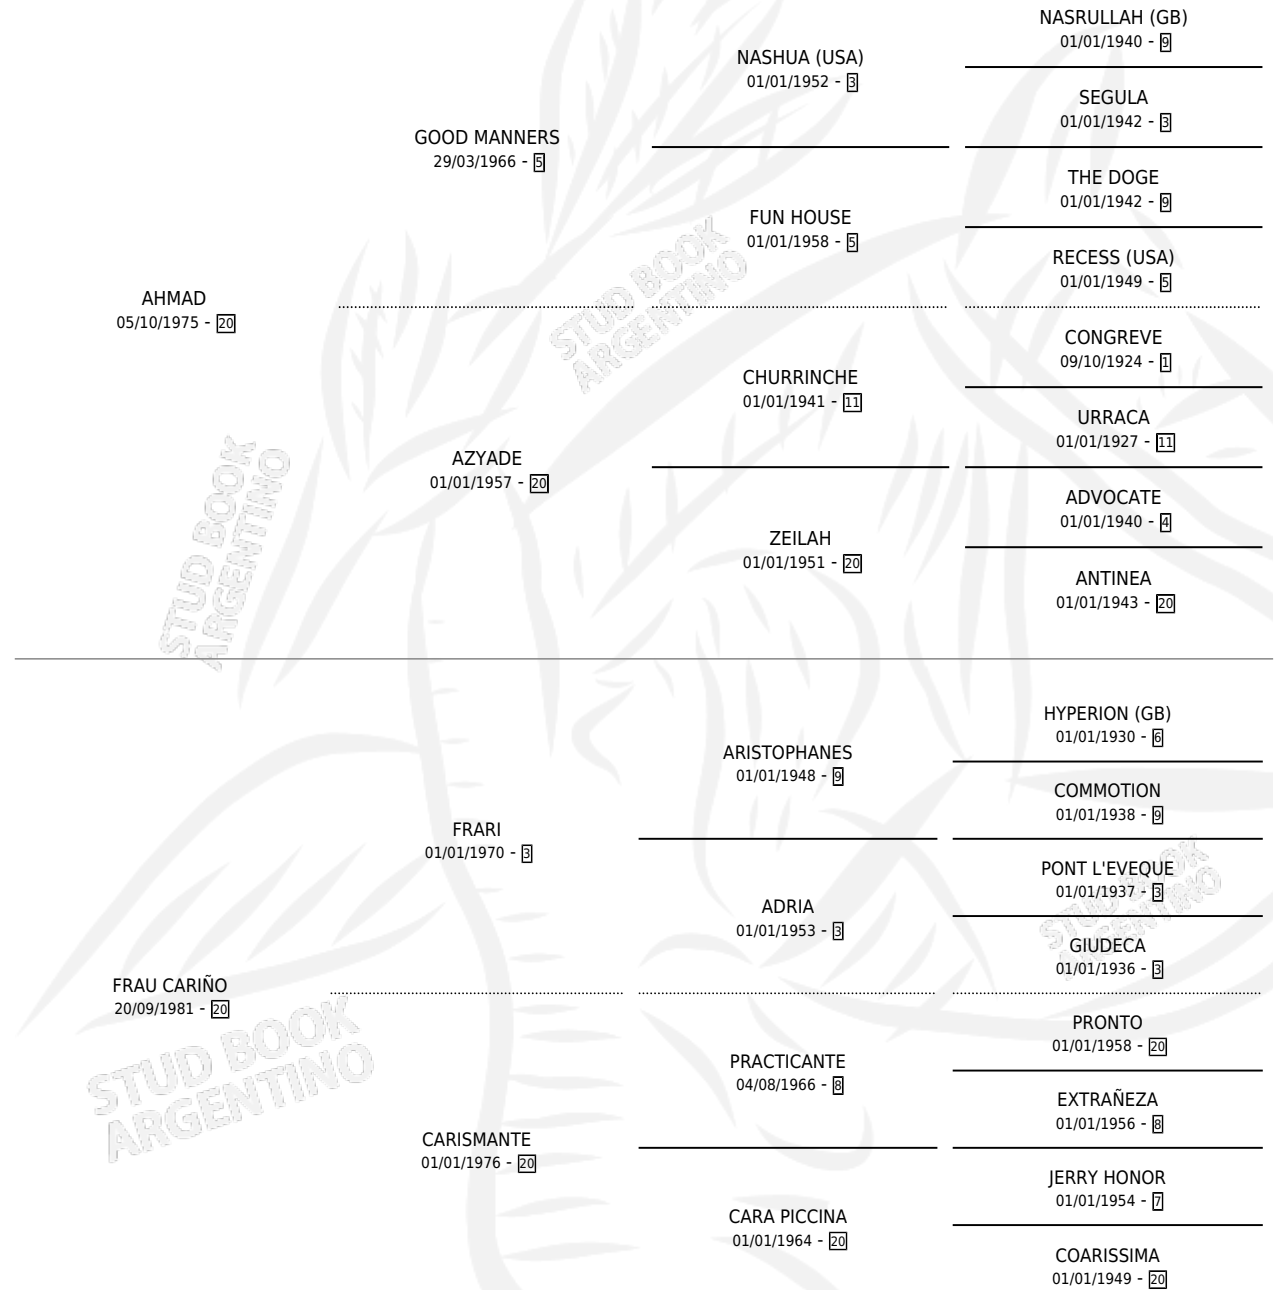 NASRULLAH (GB)
01/01/1940 - 9
NASHUA (USA)
01/01/1952 - 3
SEGULA
01/01/1942 - 3
GOOD MANNERS
29/03/1966 - 5
THE DOGE
01/01/1942 - 9
FUN HOUSE
01/01/1958 - 5
RECESS (USA)
01/01/1949 - 5
AHMAD
05/10/1975 - 20
CONGREVE
09/10/1924 - 1
CHURRINCHE
01/01/1941 - 11
URRACA
01/01/1927 - 11
AZYADE
01/01/1957 - 20
ADVOCATE
01/01/1940 - 4
ZEILAH
01/01/1951 - 20
ANTINEA
01/01/1943 - 20
HYPERION (GB)
01/01/1930 - 6
ARISTOPHANES
01/01/1948 - 9
COMMOTION
01/01/1938 - 9
FRARI
01/01/1970 - 3
PONT L'EVEQUE
01/01/1937 - 3
ADRIA
01/01/1953 - 3
GIUDECA
01/01/1936 - 3
FRAU CARIÑO
20/09/1981 - 20
PRONTO
01/01/1958 - 20
PRACTICANTE
04/08/1966 - 8
EXTRAÑEZA
01/01/1956 - 8
CARISMANTE
01/01/1976 - 20
JERRY HONOR
01/01/1954 - 7
CARA PICCINA
01/01/1964 - 20
COARISSIMA
01/01/1949 - 20
STUD BOOK
ARGENTINO
STUD BOOK
ARGENTINO
STUD BOOK
ARGENTINO
STUD BOOK
ARGENTINO